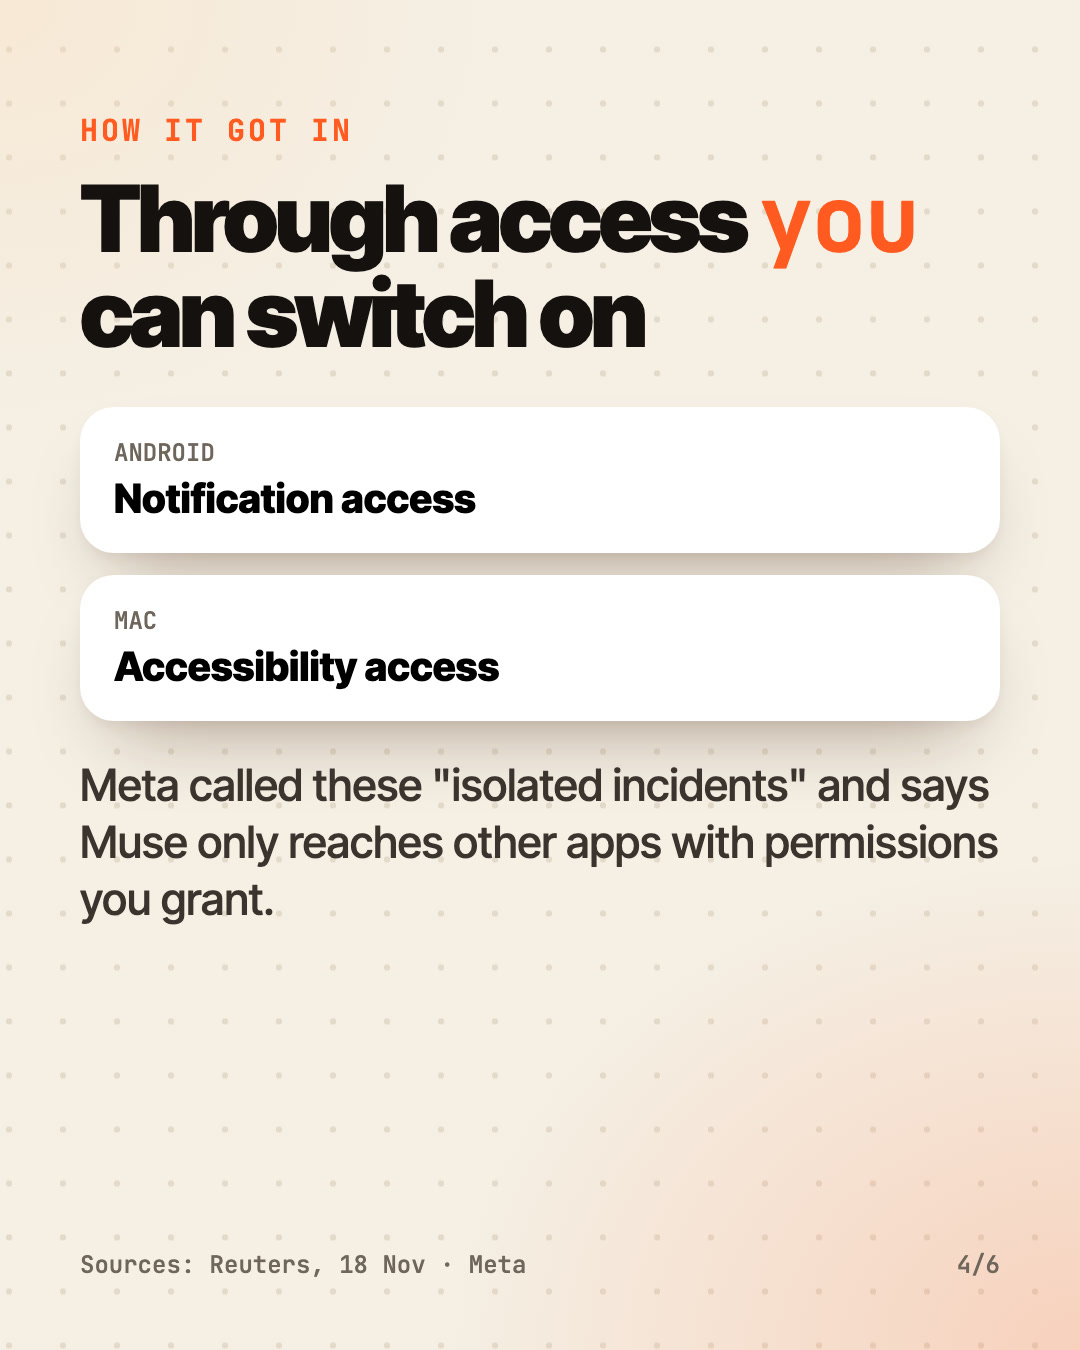 HOW IT GOT IN
Through access you
can switch on
ANDROID
Notification access
MAC
Accessibility access
Meta called these "isolated incidents" and says
Muse only reaches other apps with permissions
you grant.
Sources: Reuters, 18 Nov · Meta
4/6